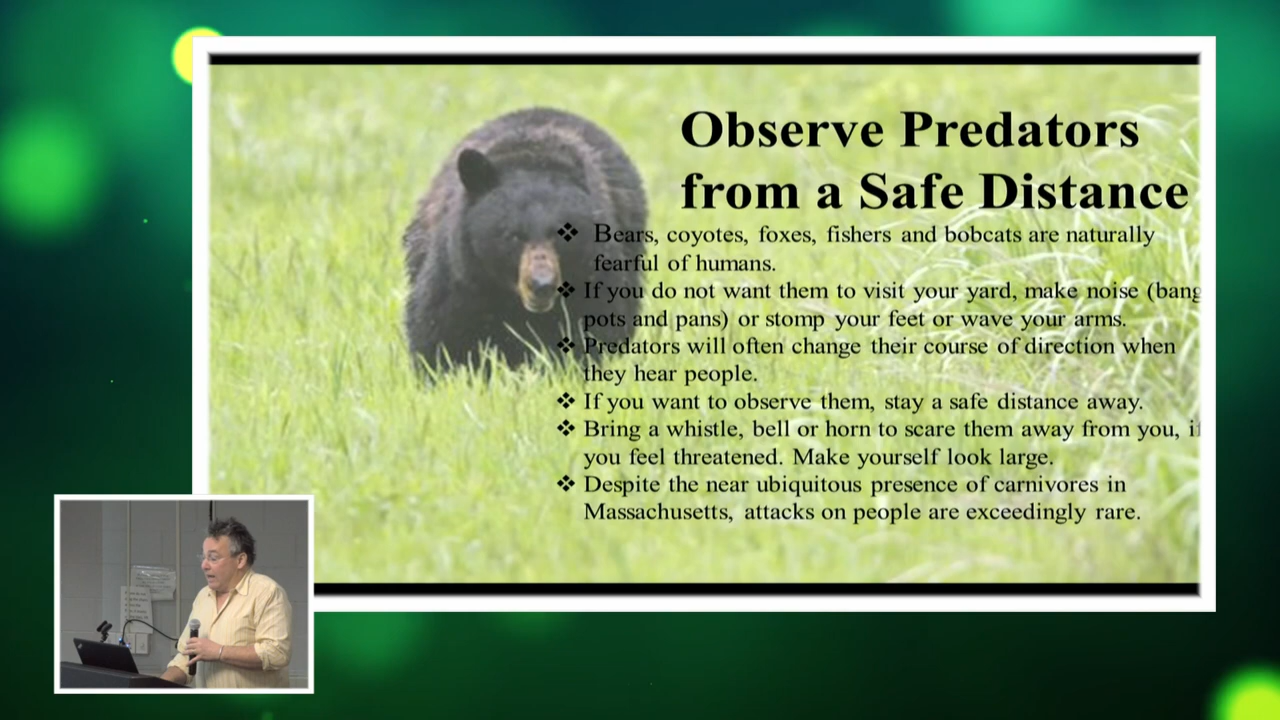 Observe Predators
from a Safe Distance
❖ Bears, coyotes, foxes, fishers and bobcats are naturally
fearful of humans.
❖ If you do not want them to visit your yard, make noise (bang
pots and pans) or stomp your feet or wave your arms.
❖ Predators will often change their course of direction when
they hear people.
❖ If you want to observe them, stay a safe distance away.
❖ Bring a whistle, bell or horn to scare them away from you, if
you feel threatened. Make yourself look large.
❖ Despite the near ubiquitous presence of carnivores in
Massachusetts, attacks on people are exceedingly rare.